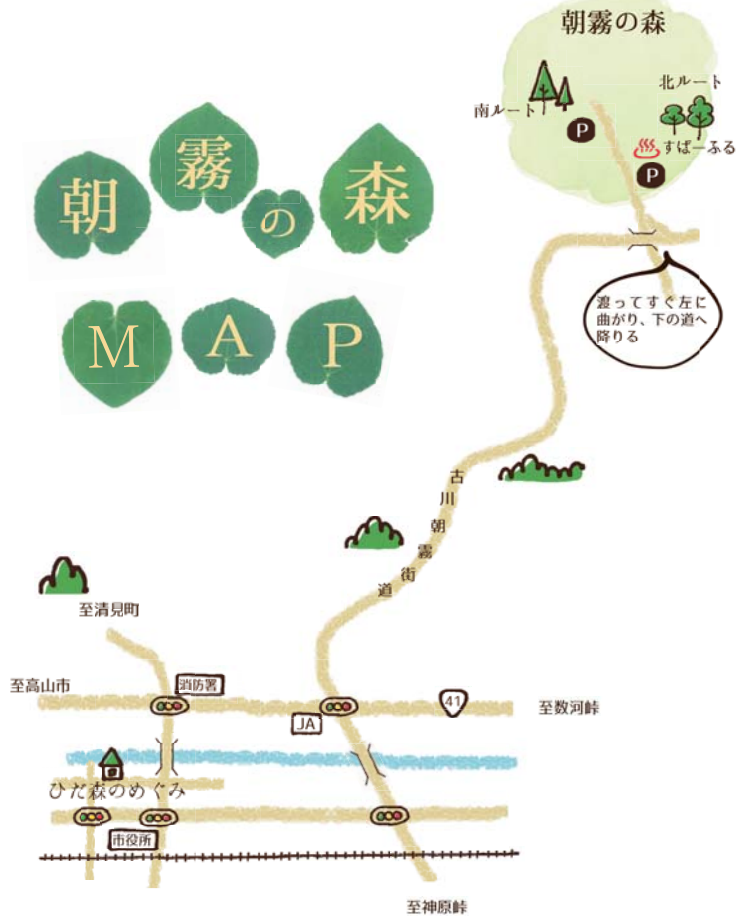 朝霧の森
北ルート
南ルート
P
すぱーふる
P
朝霧の森
MAP
渡ってすぐ左に
曲がり、下の道へ
降りる
古川朝霧街道
至清見町
消防署
至高山市
41
至数河峠
JA
ひだ森のめぐみ
市役所
至神原峠